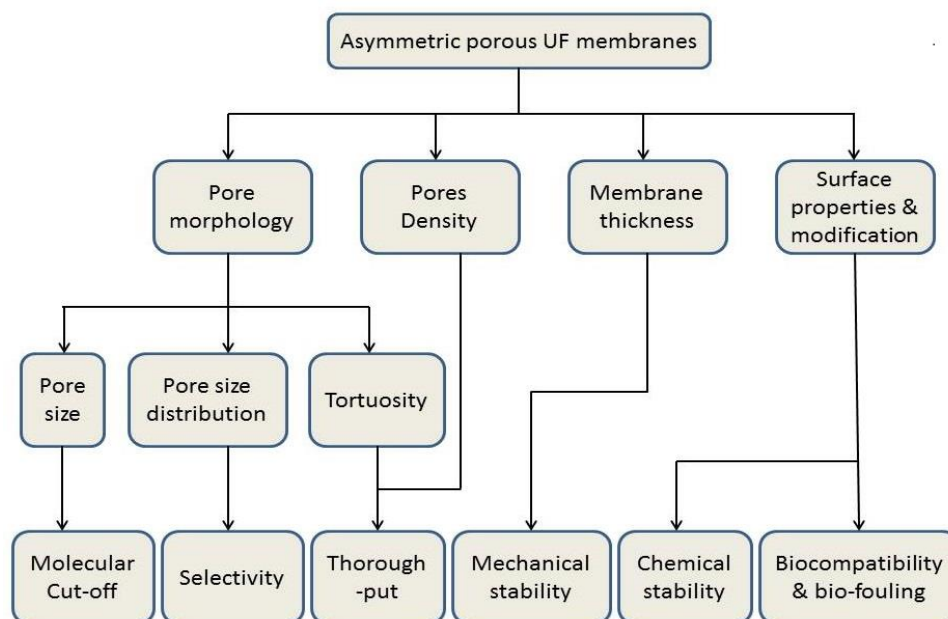 Asymmetric porous UF membranes
Pore
morphology
Pores
Density
Membrane
thickness
Surface
properties &
modification
Pore
size
Pore size
distribution
Tortuosity
Molecular
Cut-off
Selectivity
Thorough
-put
Mechanical
stability
Chemical
stability
Biocompatibility
& bio-fouling